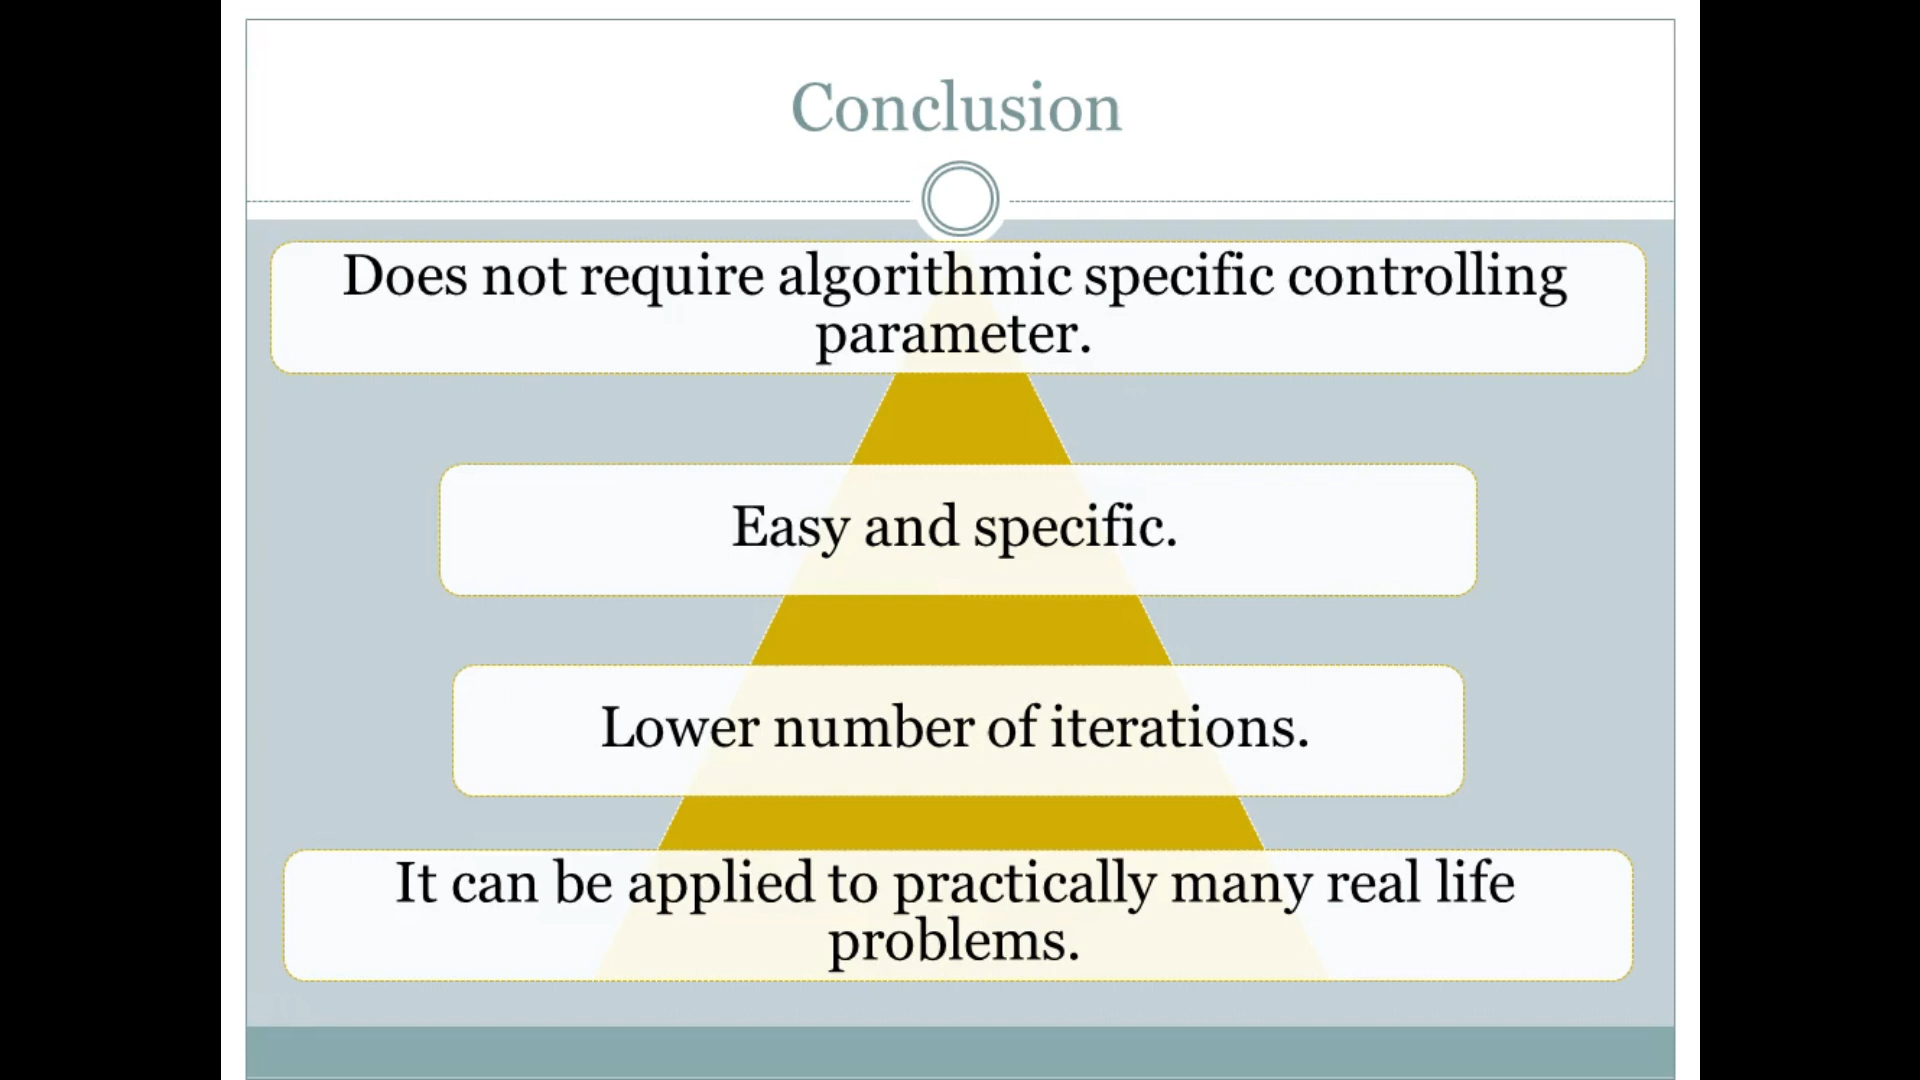 Conclusion
Does not require algorithmic specific controlling
parameter.
Easy and specific.
Lower number of iterations.
It can be applied to practically many real life
problems.